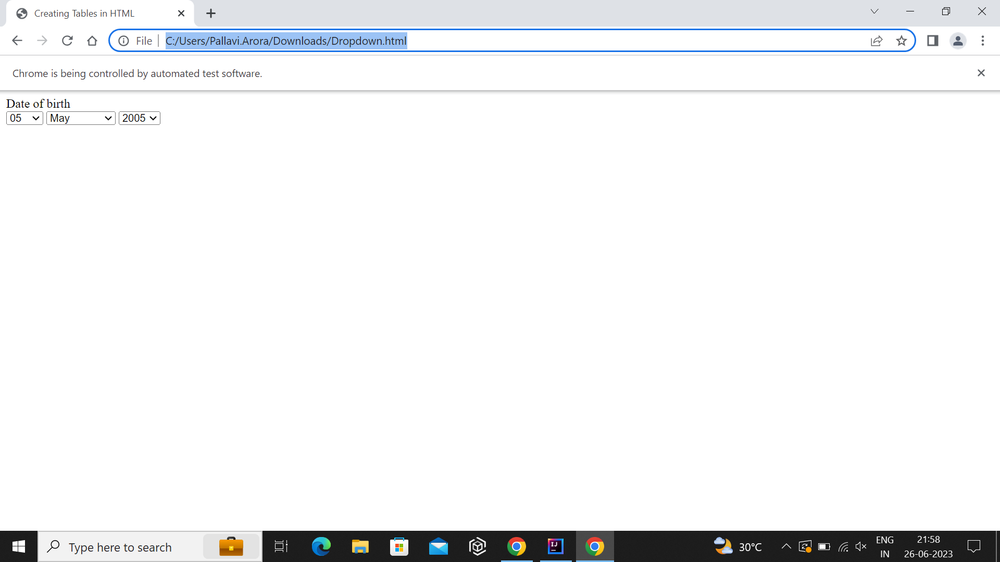 Creating Tables in HTML
File C:/Users/Pallavi.Arora/Downloads/Dropdown.html
Chrome is being controlled by automated test software.
Date of birth
05 May 2005
Type here to search
IJ
30°C
ENG
IN
21:58
26-06-2023